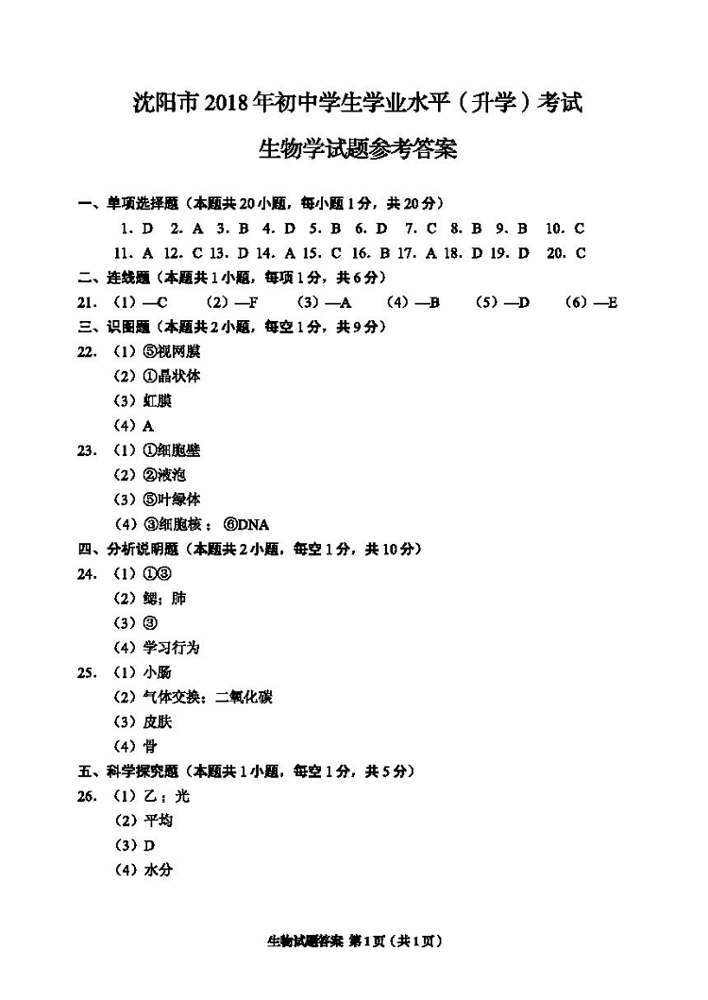 沈阳市 2018 年初中学生学业水平（升学）考试
生物学试题参考答案
一、单项选择题（本题共 20 小题，每小题 1 分，共 20 分）
1．D 2．A 3．B 4．D 5．B 6．D 7．C 8．B 9．B 10．C
11．A 12．C 13．D 14．A 15．C 16．B 17．A 18．D 19．D 20．C
二、连线题（本题共 1 小题，每项 1 分，共 6 分）
21．（1）—C （2）—F （3）—A （4）—B （5）—D （6）—E
三、识图题（本题共 2 小题，每空 1 分，共 9 分）
22．（1）⑤视网膜
（2）①晶状体
（3）虹膜
（4）A
23．（1）①细胞壁
（2）②液泡
（3）⑤叶绿体
（4）③细胞核； ⑥DNA
四、分析说明题（本题共 2 小题，每空 1 分，共 10 分）
24．（1）①③
（2）鳃；肺
（3）③
（4）学习行为
25．（1）小肠
（2）气体交换；二氧化碳
（3）皮肤
（4）骨
五、科学探究题（本题共 1 小题，每空 1 分，共 5 分）
26．（1）乙；光
（2）平均
（3）D
（4）水分
生物试题答案 第 1 页（共 1 页）